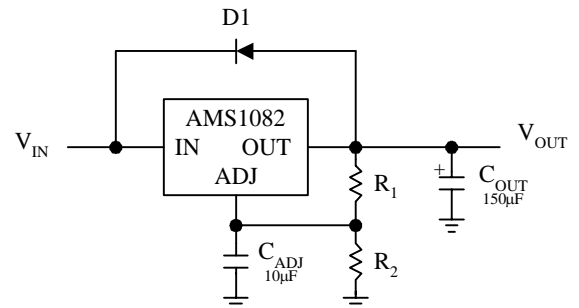 D1
AMS1082
V_IN
IN OUT
V_OUT
ADJ
R_1
+
C_OUT
150µF
C_ADJ
10µF
R_2